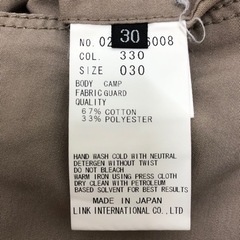 30
NO. 02
6008
COL. 330
SIZE 030
BODY CAMP
FABRIC GUARD
QUALITY
67% COTTON
33% POLYESTER
HAND WASH COLD WITH NEUTRAL
DETERGENT WITHOUT TWIST
DO NOT BLEACH
WARM IRON USING PRESS CLOTH
DRY CLEAN WITH PETROLEUM
BASED SOLVENT FOR BEST RESULTS
MADE IN JAPAN
LINK INTERNATIONAL CO., LTD